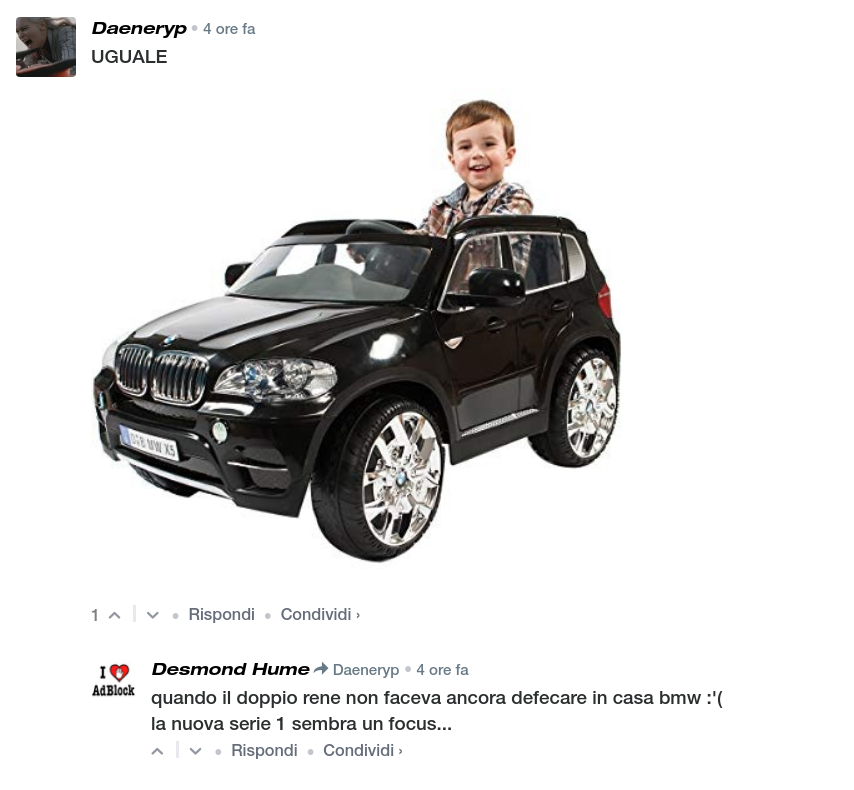 Daeneryp • 4 ore fa
UGUALE
MW X5
1 • Rispondi • Condividi ›
I
AdBlock
Desmond Hume Daeneryp • 4 ore fa
quando il doppio rene non faceva ancora defecare in casa bmw :'(
la nuova serie 1 sembra un focus...
• Rispondi • Condividi ›